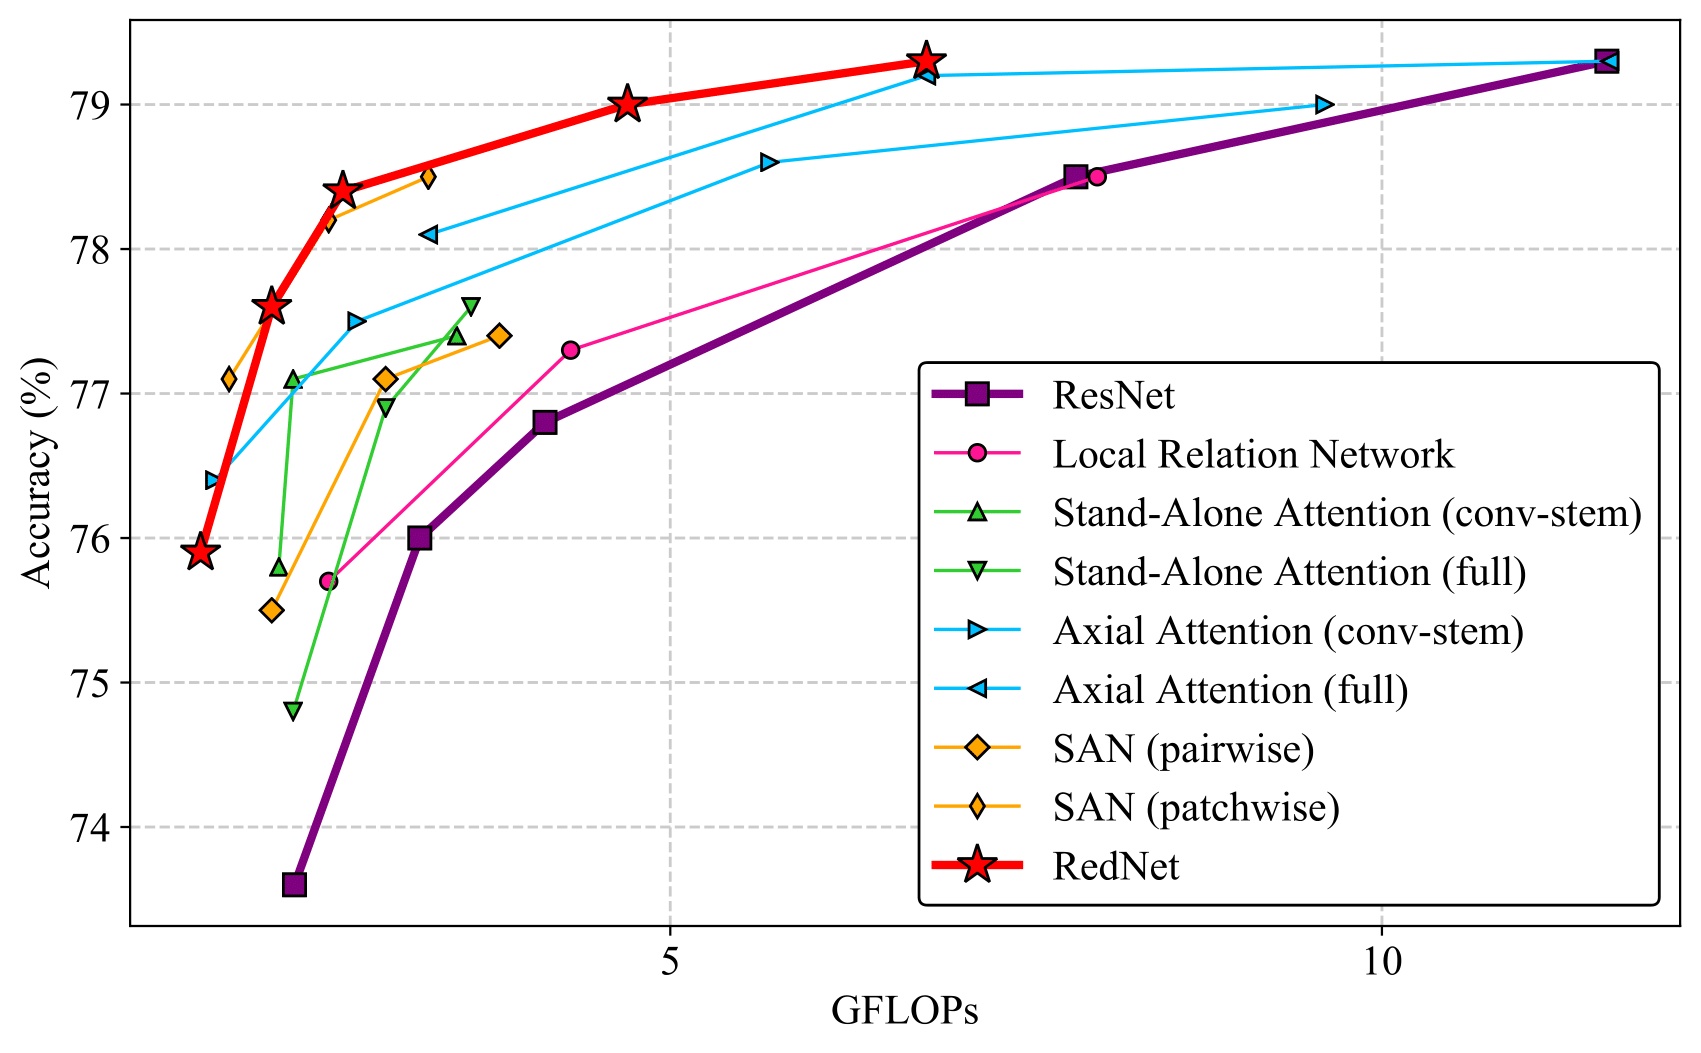 79
78
77
76
75
74
Accuracy (%)
5
10
GFLOPs
ResNet
Local Relation Network
Stand-Alone Attention (conv-stem)
Stand-Alone Attention (full)
Axial Attention (conv-stem)
Axial Attention (full)
SAN (pairwise)
SAN (patchwise)
RedNet